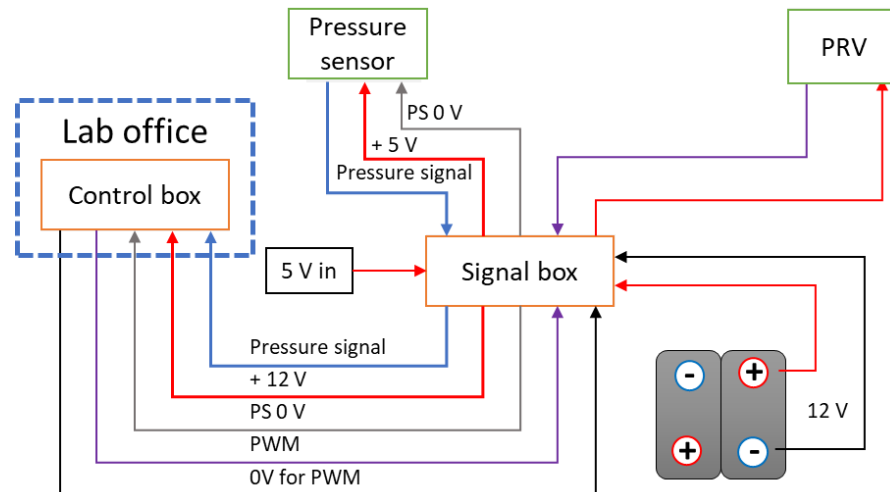 Pressure
sensor
PRV
PS 0 V
+ 5 V
Lab office
Pressure signal
Control box
5 V in
Signal box
Pressure signal
+ 12 V
PS 0 V
PWM
0V for PWM
- +
+ -
12 V